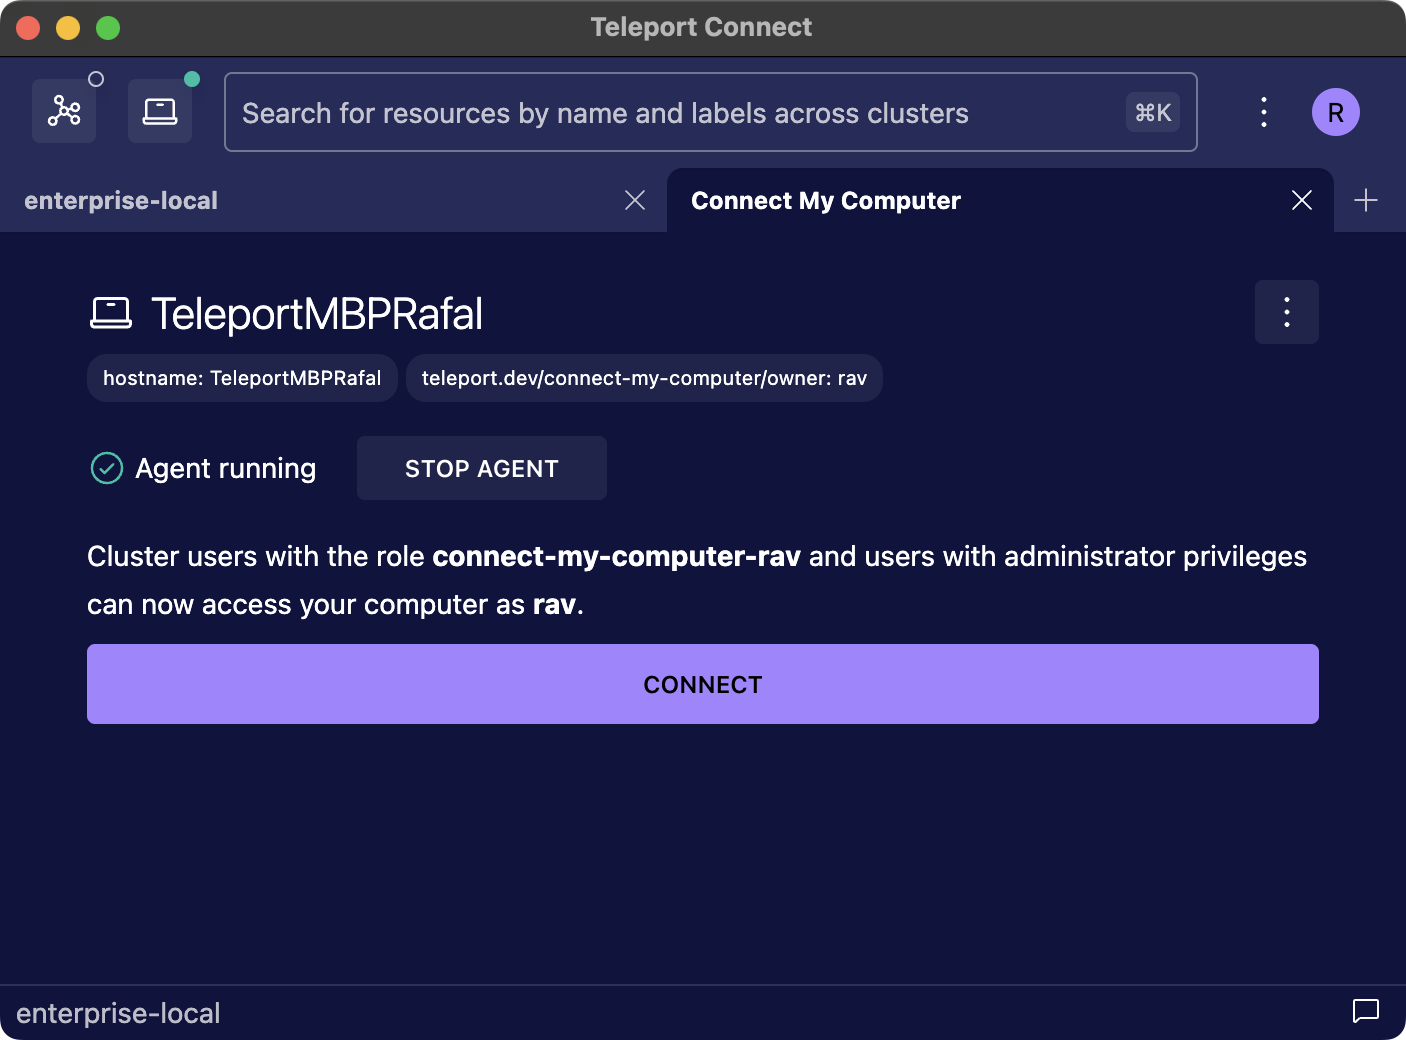 Teleport Connect
Search for resources by name and labels across clusters
⌘K
R
enterprise-local
Connect My Computer
TeleportMBPRafal
hostname: TeleportMBPRafal
teleport.dev/connect-my-computer/owner: rav
Agent running
STOP AGENT
Cluster users with the role connect-my-computer-rav and users with administrator privileges
can now access your computer as rav.
CONNECT
enterprise-local